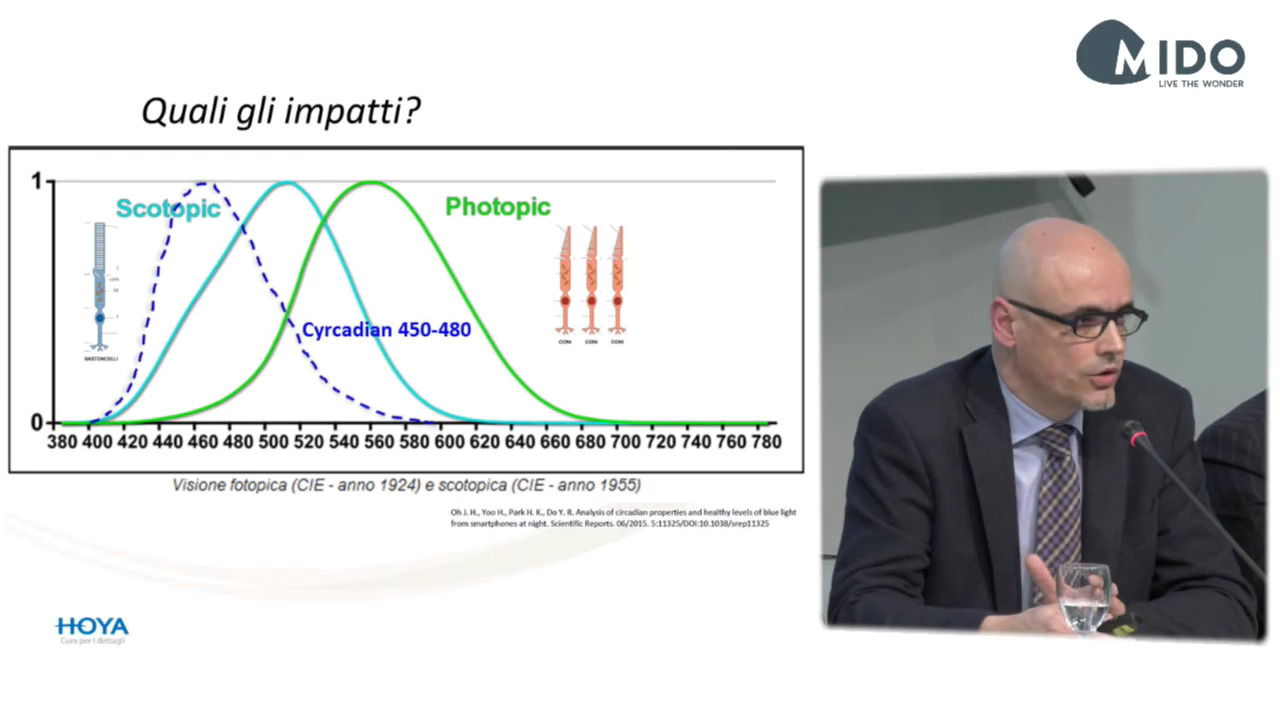 MIDO
LIVE THE WONDER
Quali gli impatti?
1
Scotopic
Photopic
Cyrcadian 450-480
BASTONCELLI
CONI CONI CONI
0
380 400 420 440 460 480 500 520 540 560 580 600 620 640 660 680 700 720 740 760 780
Visione fotopica (CIE - anno 1924) e scotopica (CIE - anno 1955)
Oh J. H., Yoo H., Park H. K., Do Y. R. Analysis of circadian properties and healthy levels of blue light
from smartphones at night. Scientific Reports. 06/2015. 5:11325/DOI:10.1038/srep11325
HOYA
Cura per i dettagli